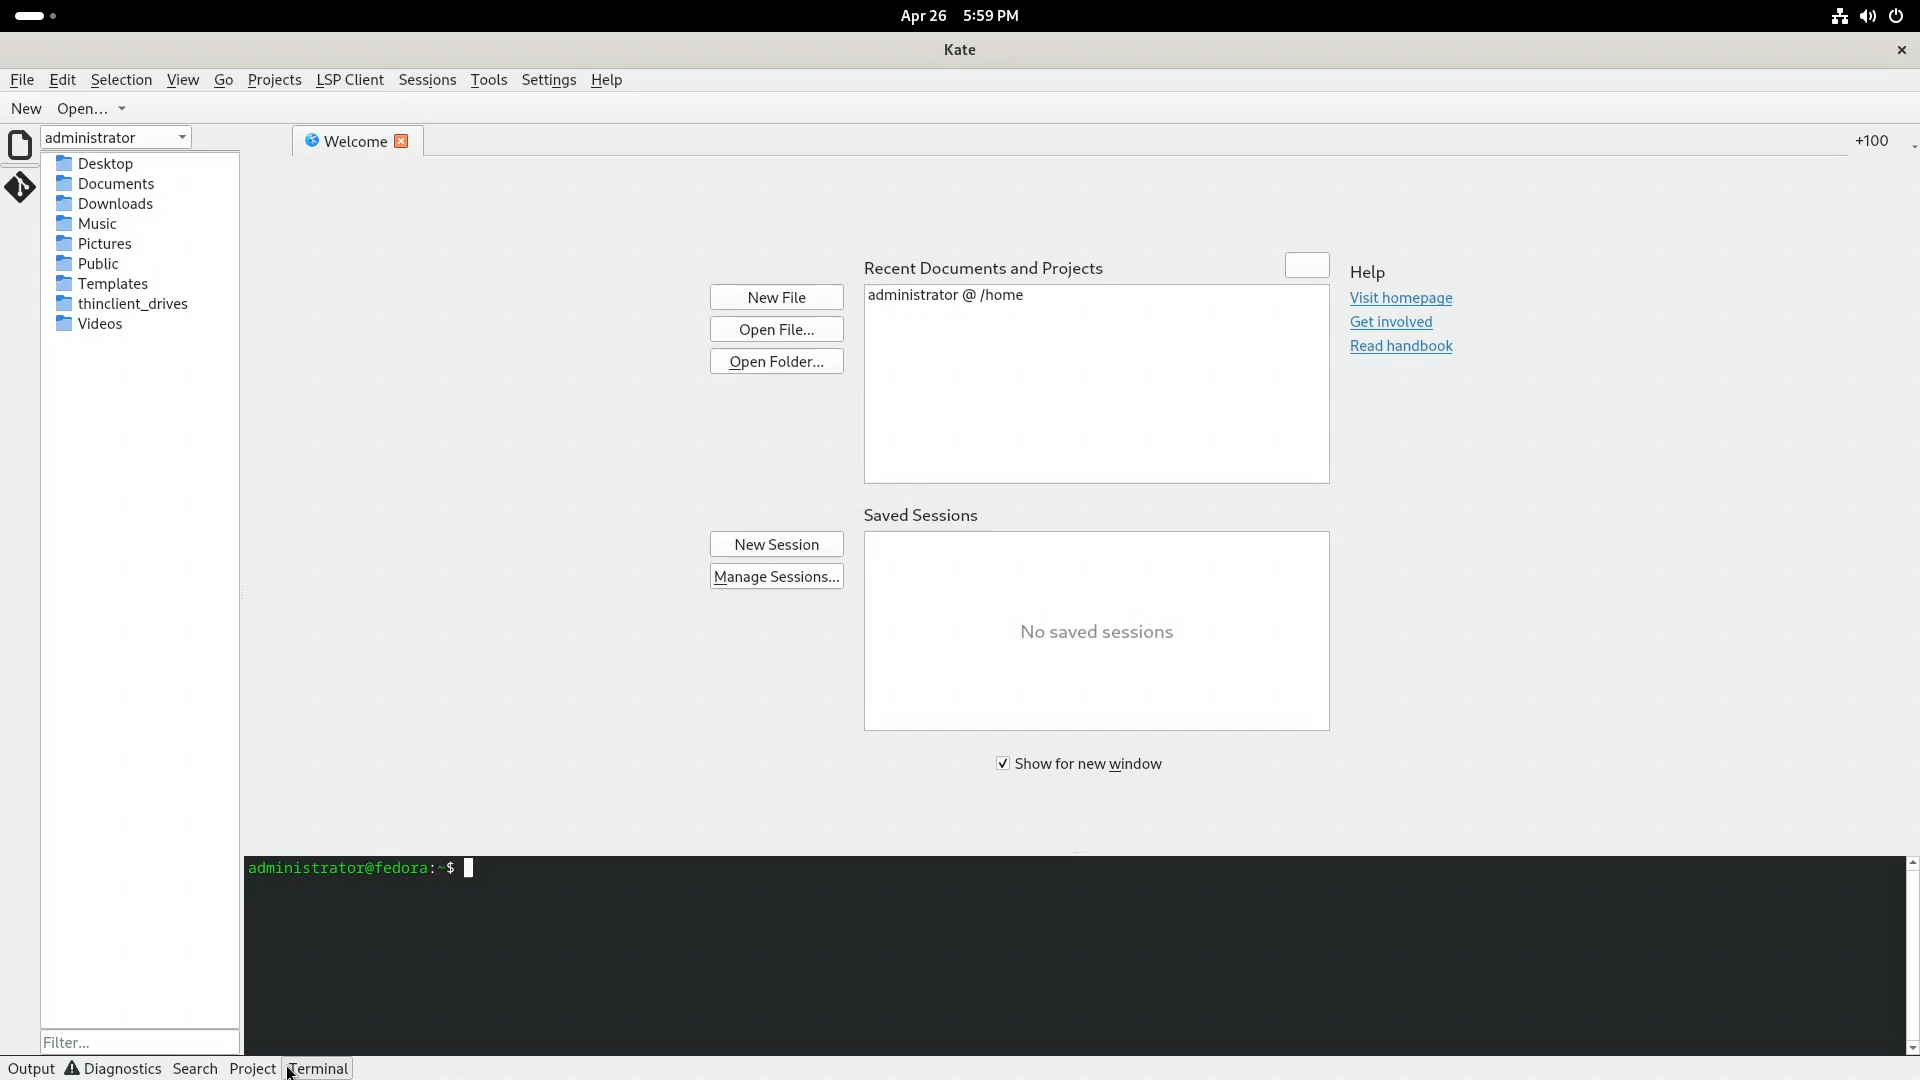 Apr 26 5:59 PM
Kate
File Edit Selection View Go Projects LSP Client Sessions Tools Settings Help
New Open...
administrator
Welcome
+100
Desktop
Documents
Downloads
Music
Pictures
Public
Templates
thinclient_drives
Videos
Recent Documents and Projects
New File
Open File...
Open Folder...
administrator @ /home
Help
Visit homepage
Get involved
Read handbook
Saved Sessions
New Session
Manage Sessions...
No saved sessions
Show for new window
administrator@fedora:~$
Filter...
Output Diagnostics Search Project Terminal